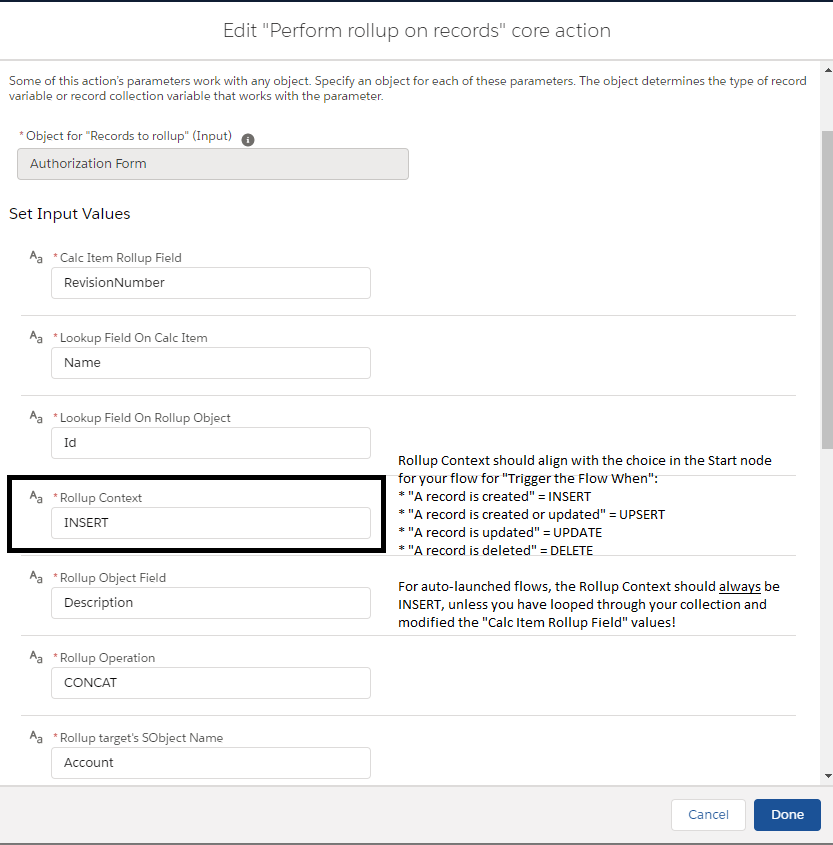 Edit "Perform rollup on records" core action
Some of this action's parameters work with any object. Specify an object for each of these parameters. The object determines the type of record
variable or record collection variable that works with the parameter.
* Object for "Records to rollup" (Input) i
Authorization Form
Set Input Values
Aa * Calc Item Rollup Field
RevisionNumber
Aa * Lookup Field On Calc Item
Name
Aa * Lookup Field On Rollup Object
Id
Aa * Rollup Context
INSERT
Rollup Context should align with the choice in the Start node
for your flow for "Trigger the Flow When":
* "A record is created" = INSERT
* "A record is created or updated" = UPSERT
* "A record is updated" = UPDATE
* "A record is deleted" = DELETE
Aa * Rollup Object Field
Description
For auto-launched flows, the Rollup Context should always be
INSERT, unless you have looped through your collection and
modified the "Calc Item Rollup Field" values!
Aa * Rollup Operation
CONCAT
Aa * Rollup target's SObject Name
Account
Cancel
Done